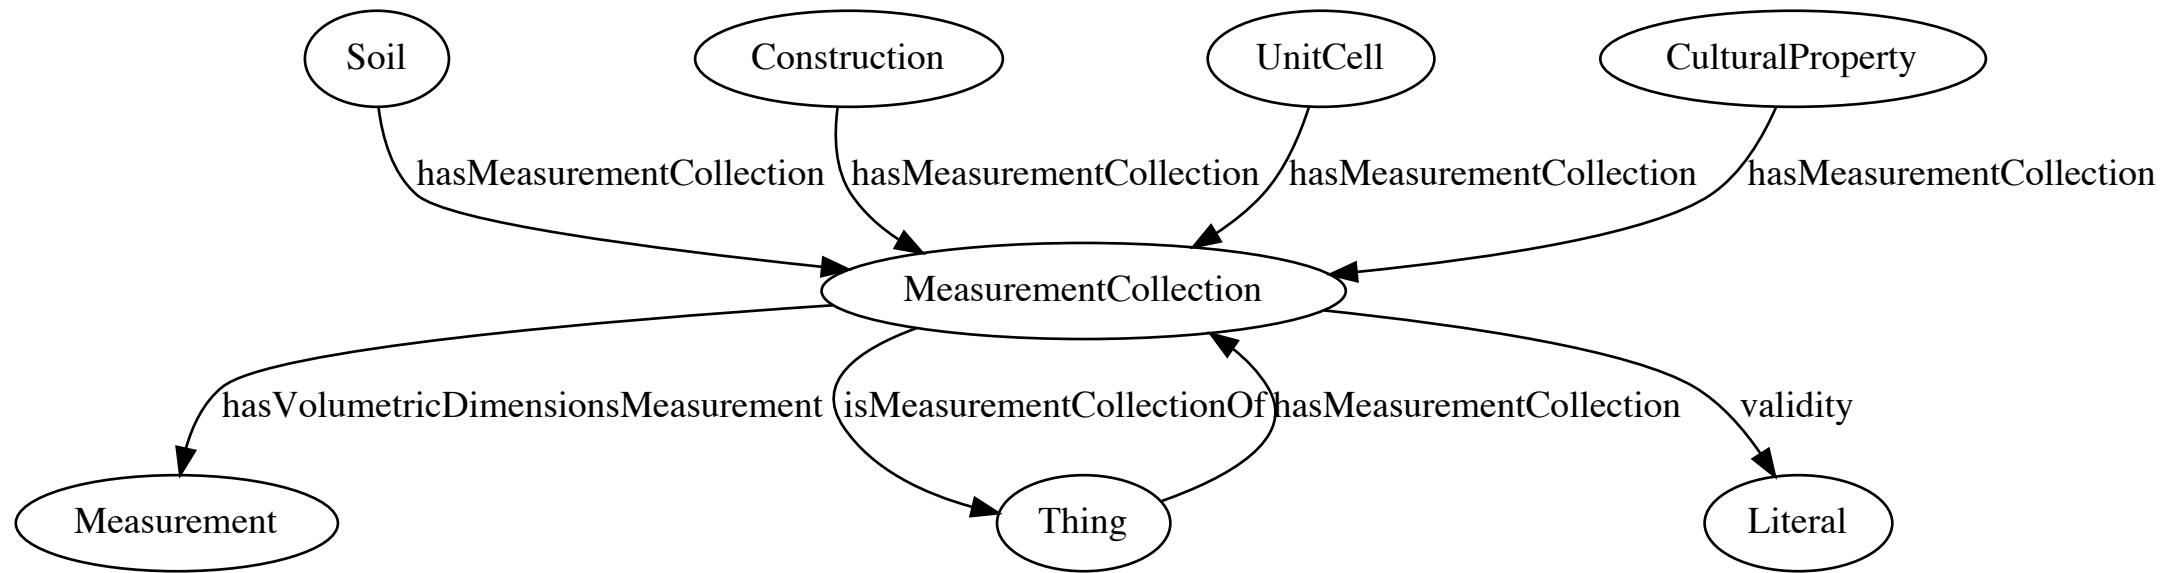 Soil
Construction
UnitCell
CulturalProperty
hasMeasurementCollection
hasMeasurementCollection
hasMeasurementCollection
hasMeasurementCollection
MeasurementCollection
hasVolumetricDimensionsMeasurement
isMeasurementCollectionOf
hasMeasurementCollection
validity
Measurement
Thing
Literal